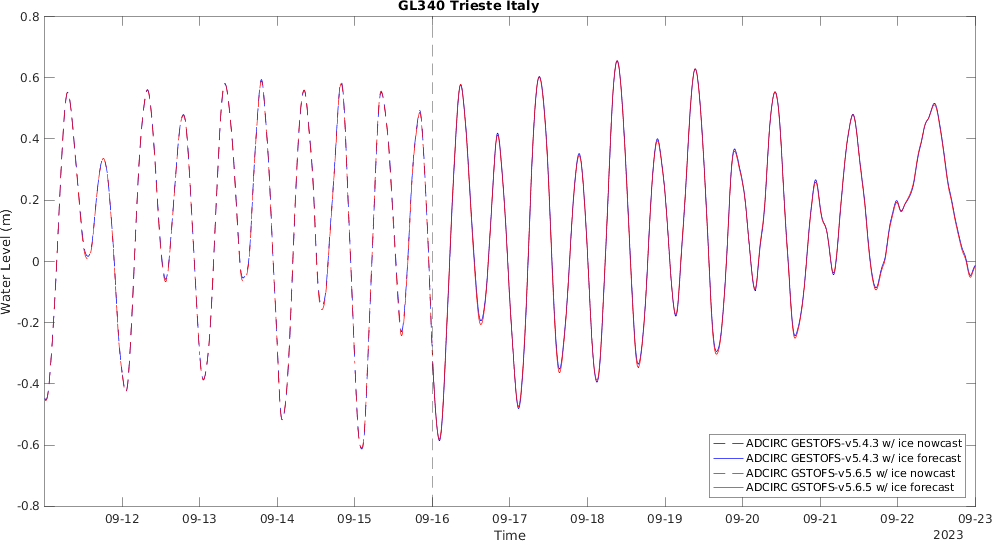 GL340 Trieste Italy
0.8
0.6
0.4
0.2
0
-0.2
-0.4
-0.6
-0.8
Water Level (m)
ADCIRC GESTOFS-v5.4.3 w/ ice nowcast
ADCIRC GESTOFS-v5.4.3 w/ ice forecast
ADCIRC GSTOFS-v5.6.5 w/ ice nowcast
ADCIRC GSTOFS-v5.6.5 w/ ice forecast
09-12 09-13 09-14 09-15 09-16 09-17 09-18 09-19 09-20 09-21 09-22 09-23
Time
2023